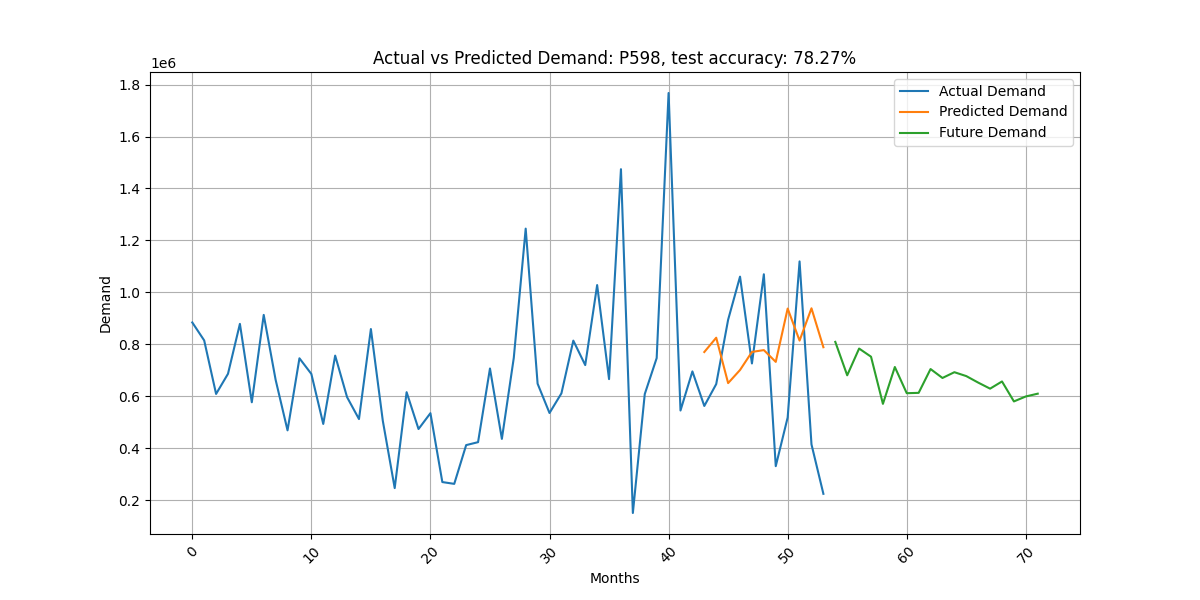 Actual vs Predicted Demand: P598, test accuracy: 78.27%
1e6
1.8
1.6
1.4
1.2
1.0
0.8
0.6
0.4
0.2
Demand
Actual Demand
Predicted Demand
Future Demand
0
10
20
30
40
50
60
70
Months